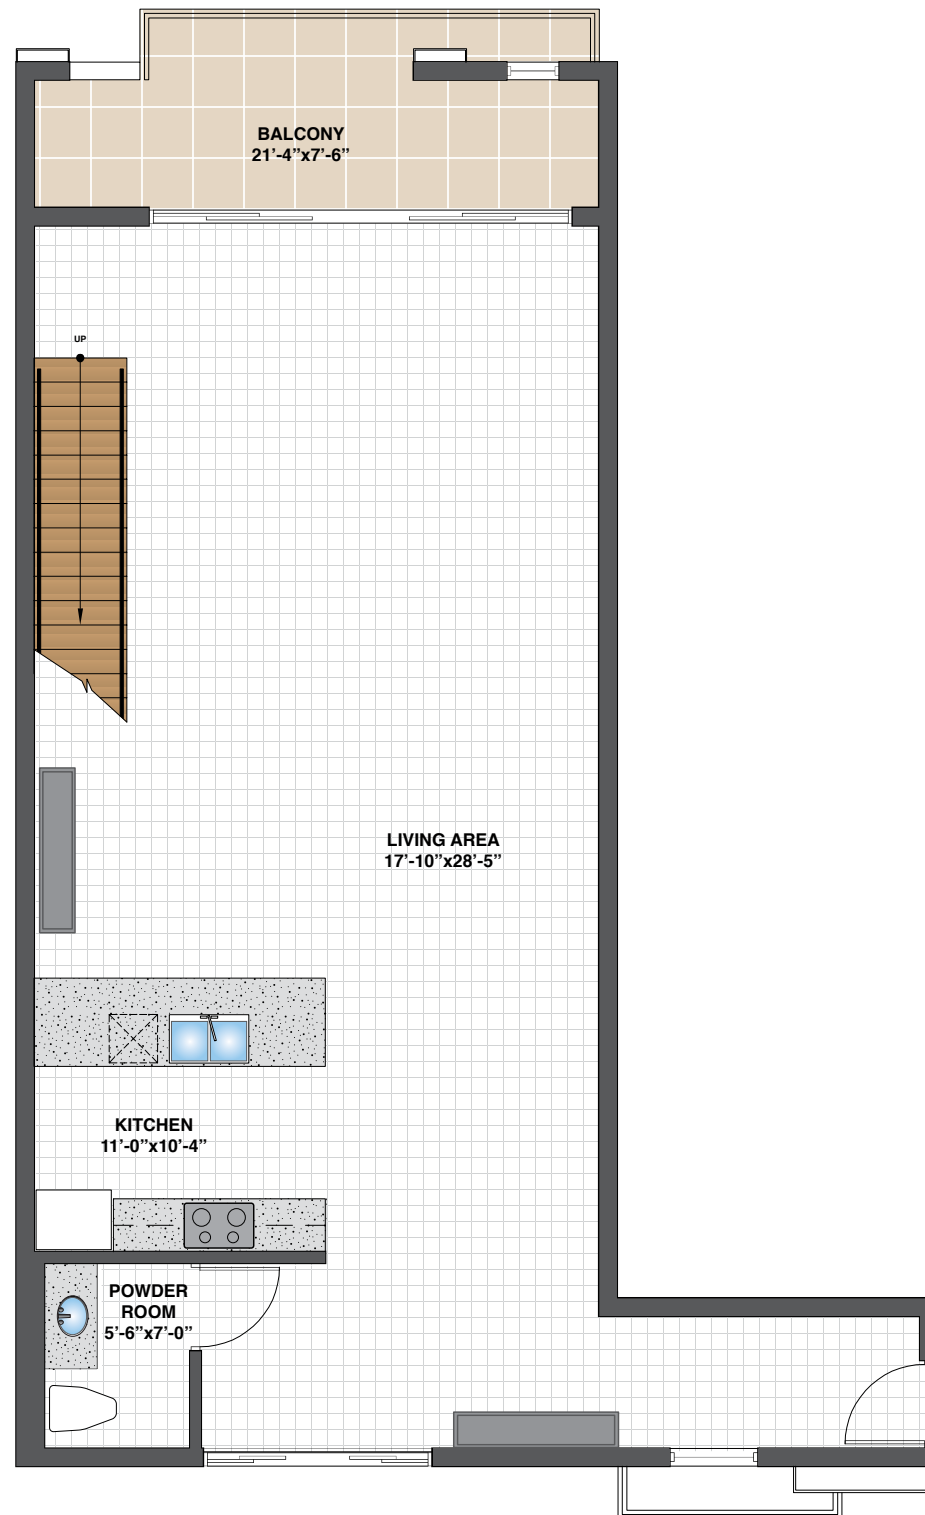 BALCONY
21’-4”x7’-6”
UP
LIVING AREA
17’-10”x28’-5”
KITCHEN
11’-0”x10’-4”
POWDER
ROOM
5’-6”x7’-0”